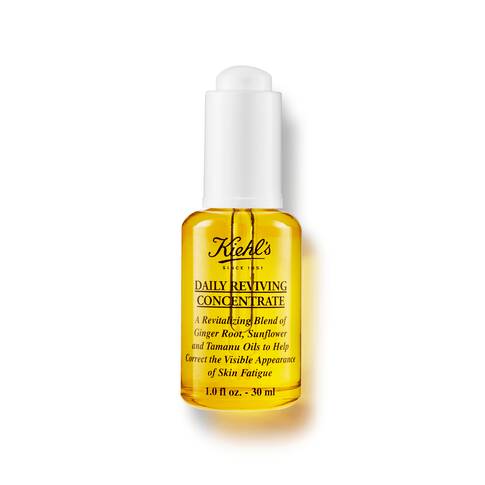 Kiehl's
SINCE 1851
DAILY REVIVING
CONCENTRATE
A Revitalizing Blend of
Ginger Root, Sunflower
and Tamanu Oils to Help
Correct the Visible Appearance
of Skin Fatigue
1.0 fl oz. - 30 ml